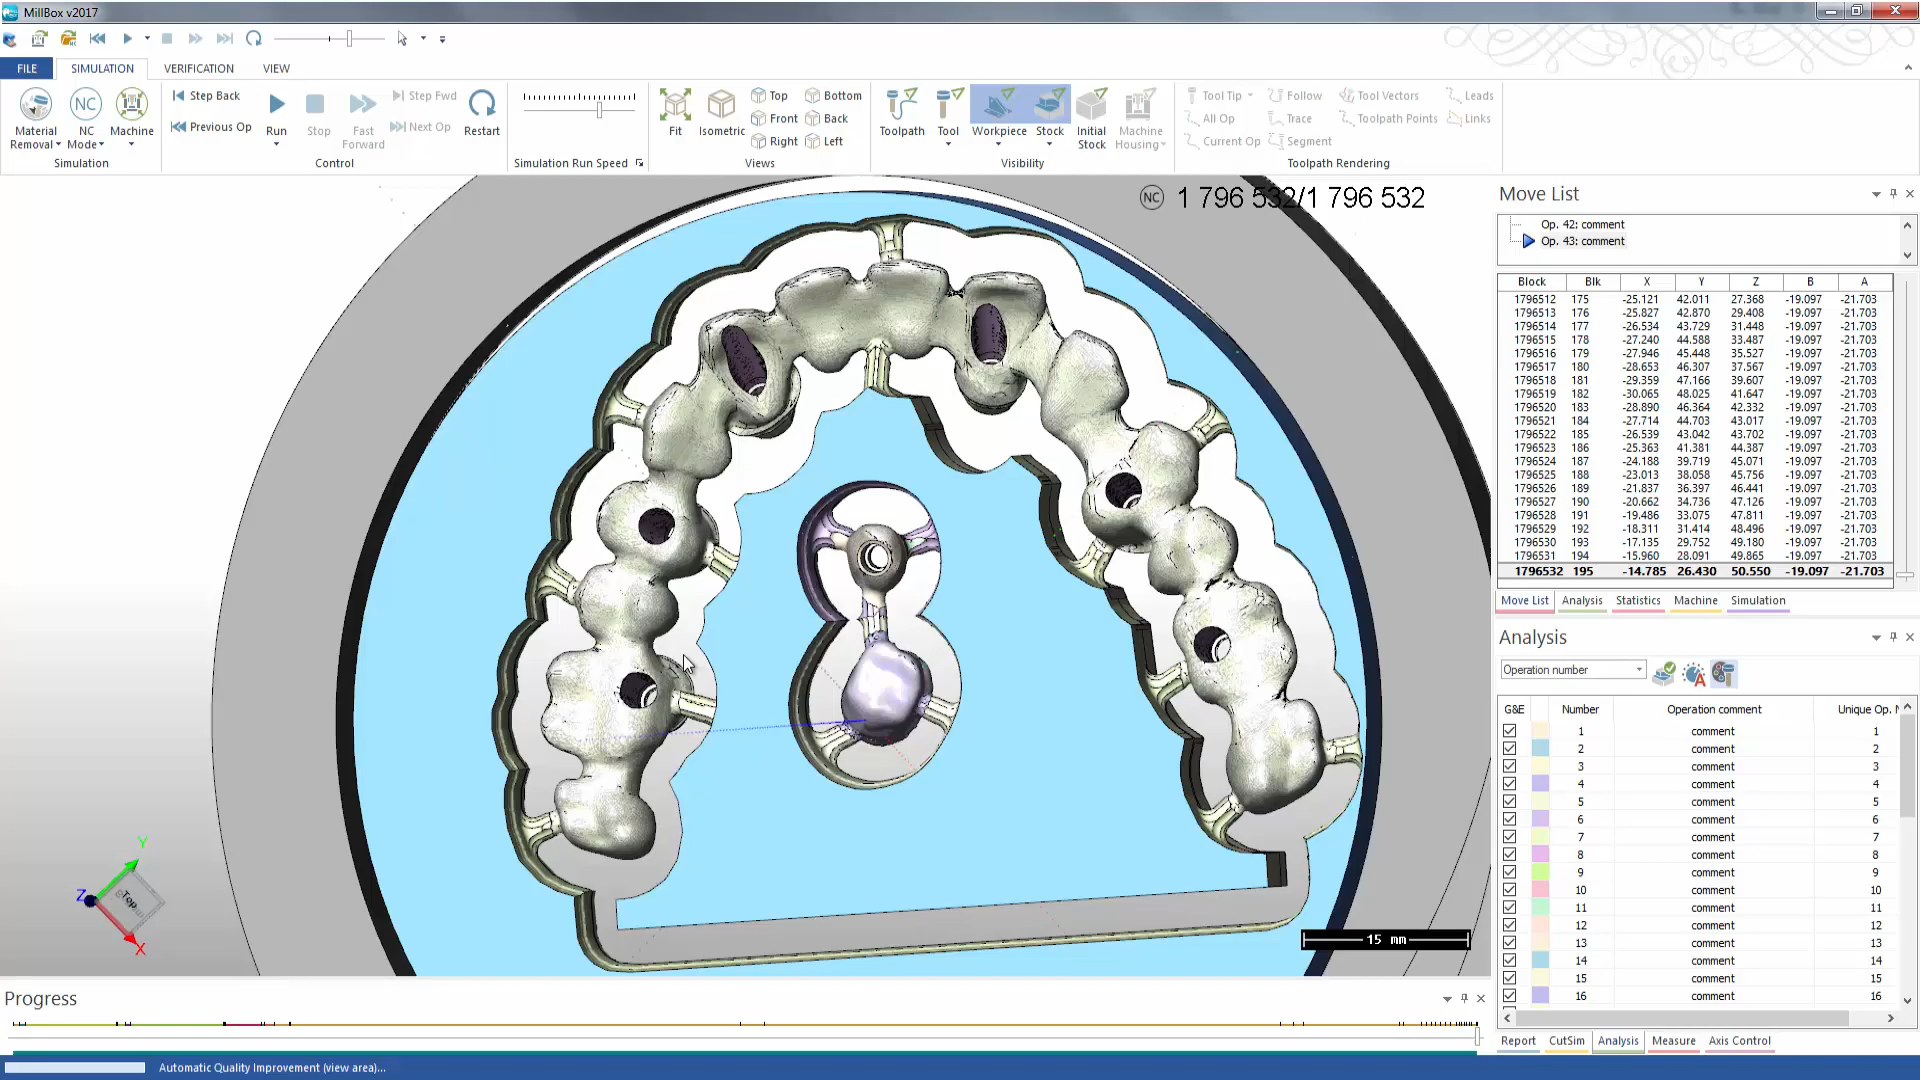 MillBox v2017
FILE SIMULATION VERIFICATION VIEW
Step Back Step Fwd Top Bottom Tool Tip Follow Tool Vectors Leads
Previous Op Next Op Front Back All Op Trace Toolpath Points Links
Right Left Current Op Segment
Material Removal NC Mode Machine Run Stop Fast Forward Restart Fit Isometric Toolpath Tool Workpiece Stock Initial Stock Machine Housing
Simulation Control Simulation Run Speed Views Visibility Toolpath Rendering
NC 1 796 532/1 796 532
Move List
Op. 42: comment
Op. 43: comment
Block Blk X Y Z B A
1796512 175 -25.121 42.011 27.368 -19.097 -21.703
1796513 176 -25.827 42.870 29.408 -19.097 -21.703
1796514 177 -26.534 43.729 31.448 -19.097 -21.703
1796515 178 -27.240 44.588 33.487 -19.097 -21.703
1796516 179 -27.946 45.448 35.527 -19.097 -21.703
1796517 180 -28.653 46.307 37.567 -19.097 -21.703
1796518 181 -29.359 47.166 39.607 -19.097 -21.703
1796519 182 -30.065 48.025 41.647 -19.097 -21.703
1796520 183 -28.890 46.364 42.332 -19.097 -21.703
1796521 184 -27.714 44.703 43.017 -19.097 -21.703
1796522 185 -26.539 43.042 43.702 -19.097 -21.703
1796523 186 -25.363 41.381 44.387 -19.097 -21.703
1796524 187 -24.188 39.719 45.071 -19.097 -21.703
1796525 188 -23.013 38.058 45.756 -19.097 -21.703
1796526 189 -21.837 36.397 46.441 -19.097 -21.703
1796527 190 -20.662 34.736 47.126 -19.097 -21.703
1796528 191 -19.486 33.075 47.811 -19.097 -21.703
1796529 192 -18.311 31.414 48.496 -19.097 -21.703
1796530 193 -17.135 29.752 49.180 -19.097 -21.703
1796531 194 -15.960 28.091 49.865 -19.097 -21.703
1796532 195 -14.785 26.430 50.550 -19.097 -21.703
Move List Analysis Statistics Machine Simulation
Analysis
Operation number
G&E Number Operation comment Unique Op.
1 comment 1
2 comment 2
3 comment 3
4 comment 4
5 comment 5
6 comment 6
7 comment 7
8 comment 8
9 comment 9
10 comment 10
11 comment 11
12 comment 12
13 comment 13
14 comment 14
15 comment 15
16 comment 16
Report CutSim Analysis Measure Axis Control
Y
Z Top
X
15 mm
Progress
Automatic Quality Improvement (view area)...